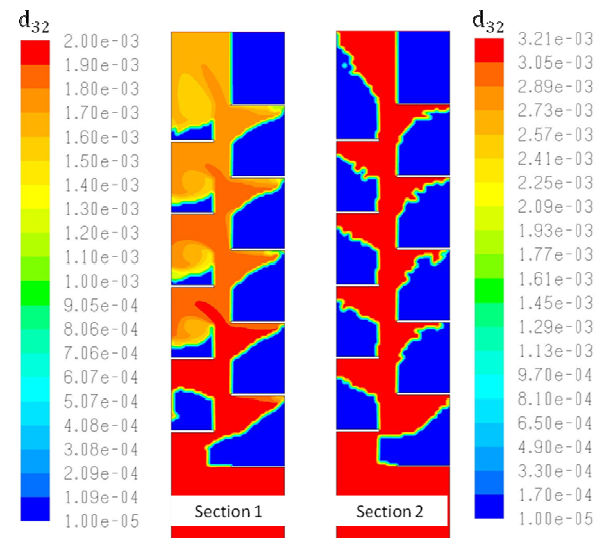 d32
2.00e-03
1.90e-03
1.80e-03
1.70e-03
1.60e-03
1.50e-03
1.40e-03
1.30e-03
1.20e-03
1.10e-03
1.00e-03
9.05e-04
8.06e-04
7.06e-04
6.07e-04
5.07e-04
4.08e-04
3.08e-04
2.09e-04
1.09e-04
1.00e-05
Section 1
Section 2
d32
3.21e-03
3.05e-03
2.89e-03
2.73e-03
2.57e-03
2.41e-03
2.25e-03
2.09e-03
1.93e-03
1.77e-03
1.61e-03
1.45e-03
1.29e-03
1.13e-03
9.70e-04
8.10e-04
6.50e-04
4.90e-04
3.30e-04
1.70e-04
1.00e-05